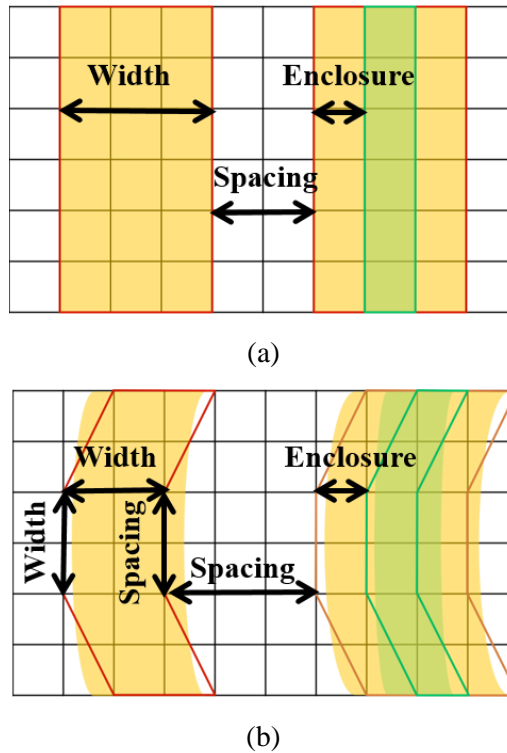 Width
Enclosure
Spacing
(a)
Width
Enclosure
Width
Spacing
Spacing
(b)